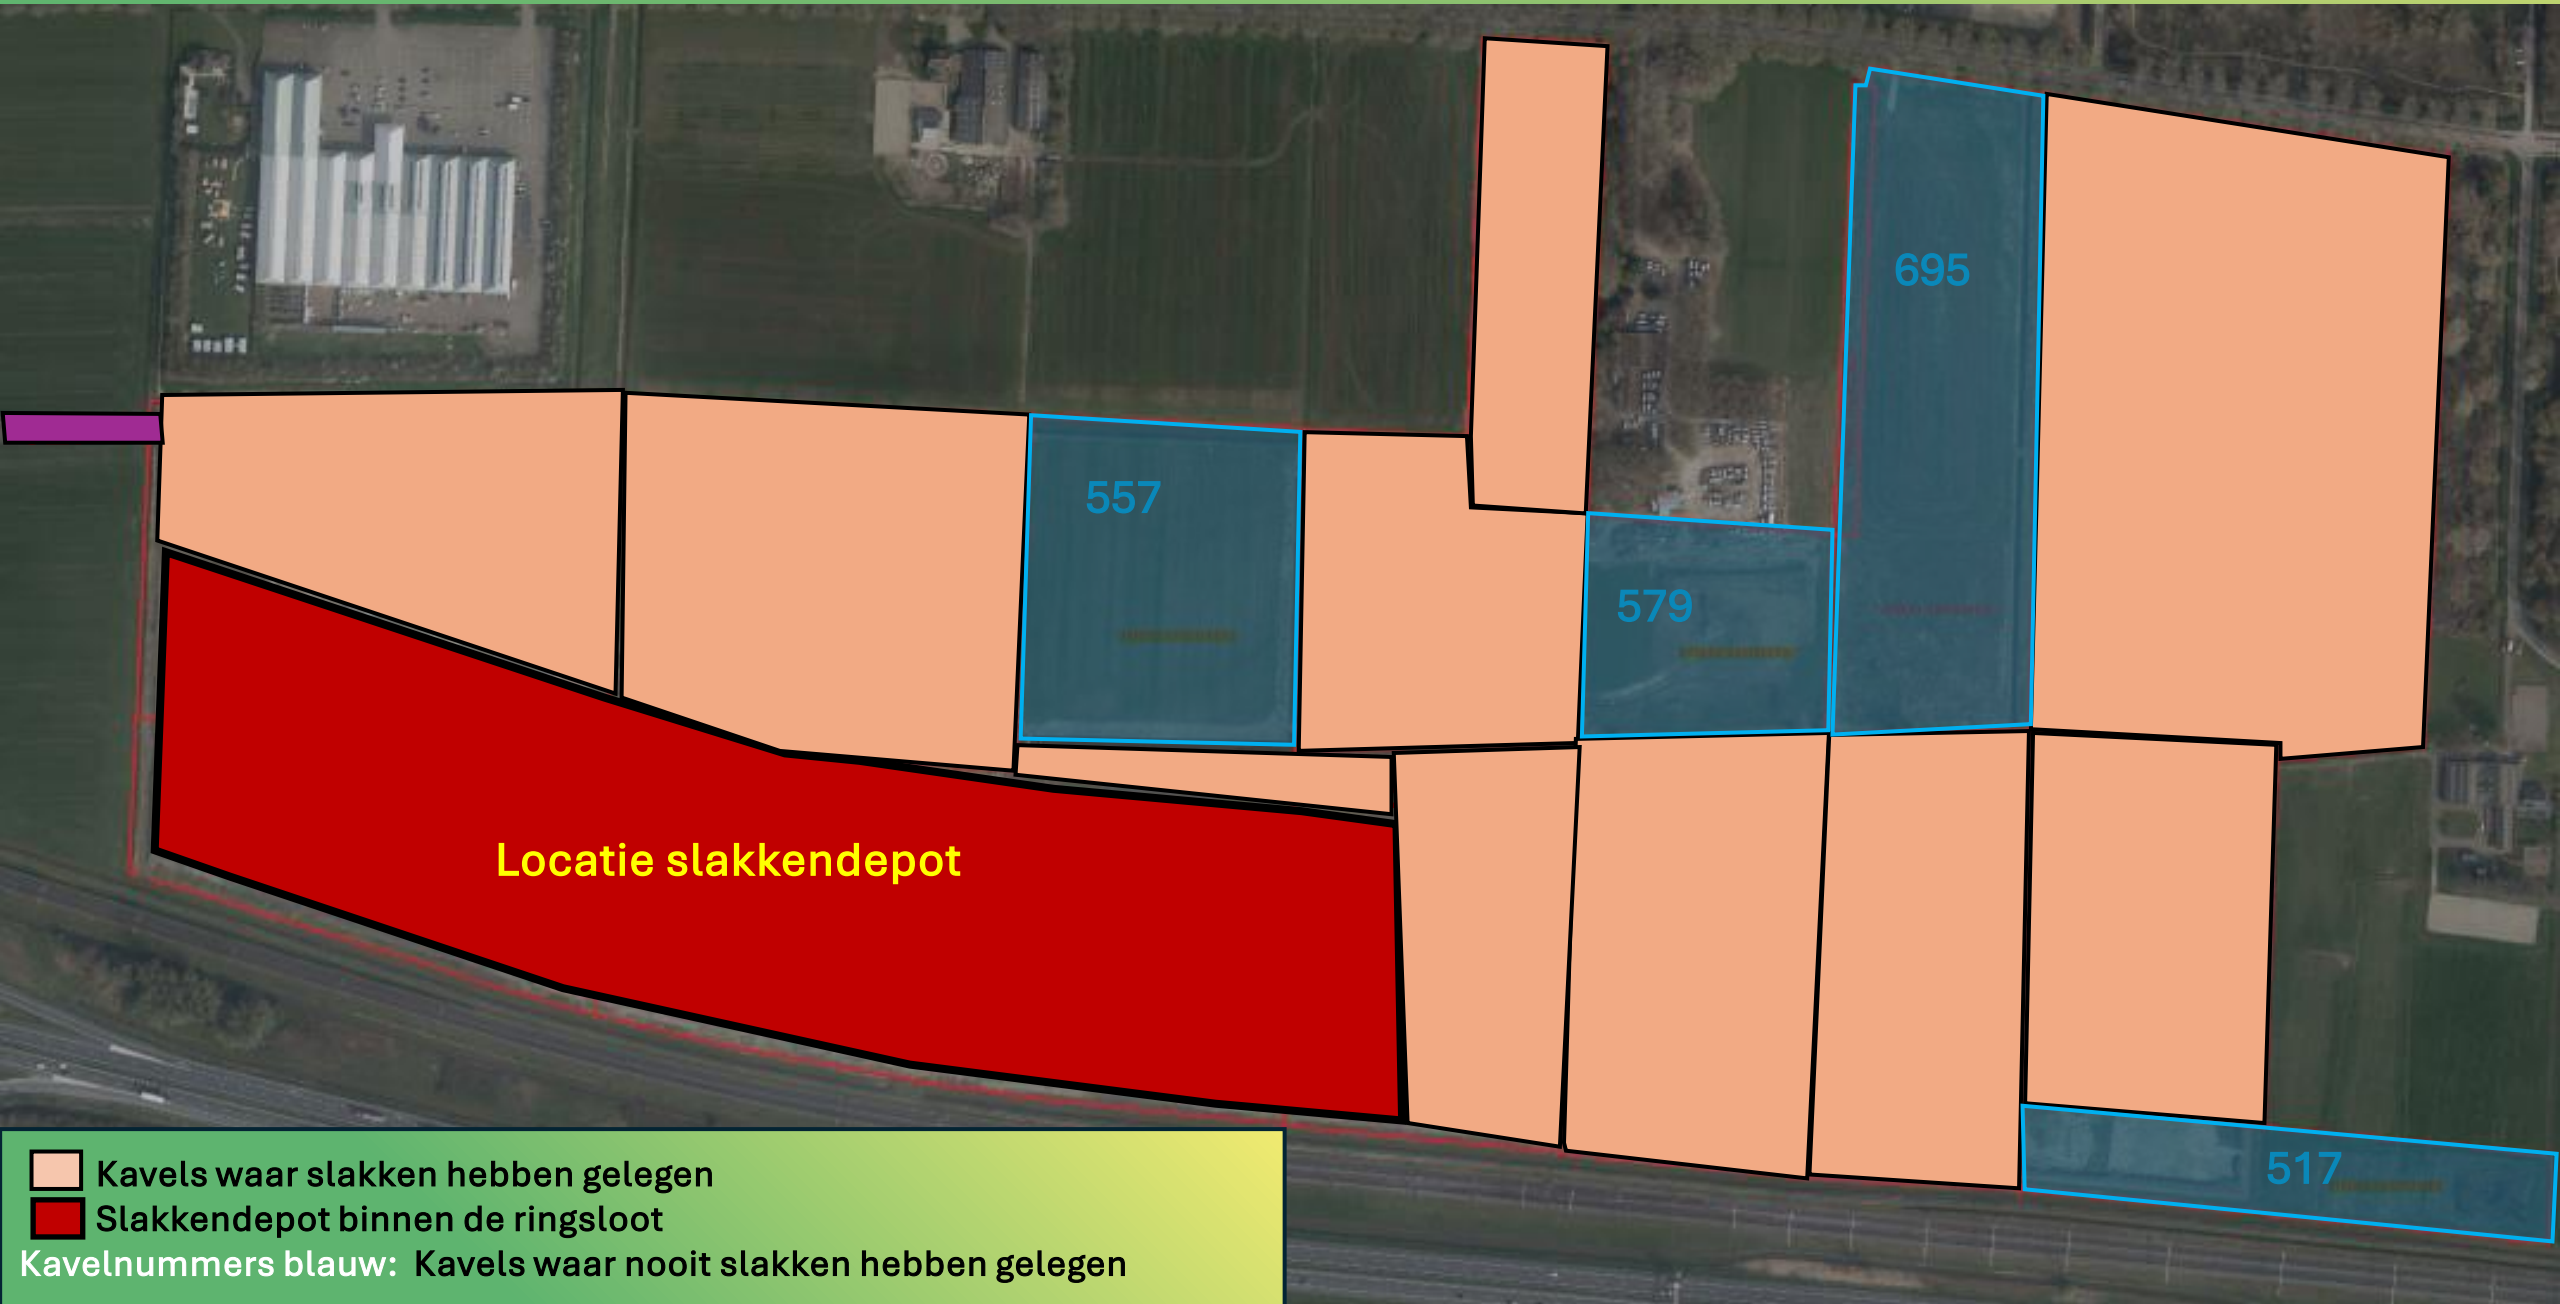 695
557
579
Locatie slakkendepot
517
Kavels waar slakken hebben gelegen
Slakkendepot binnen de ringsloot
Kavelnummers blauw: Kavels waar nooit slakken hebben gelegen